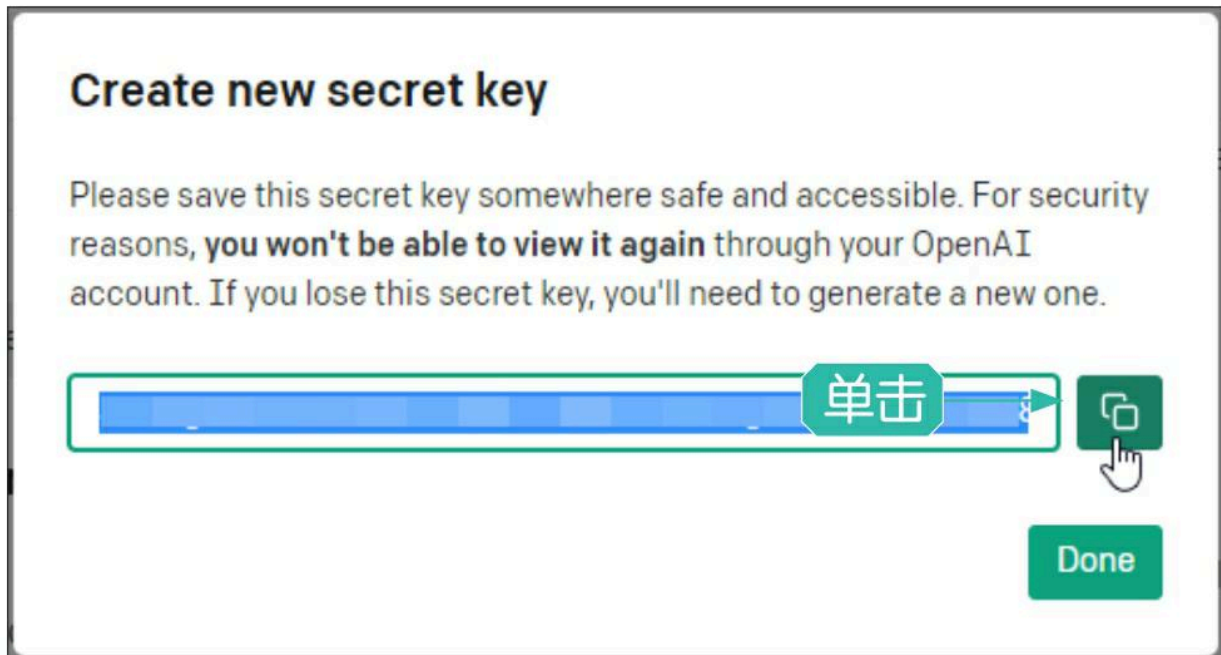 Create new secret key
Please save this secret key somewhere safe and accessible. For security
reasons, you won't be able to view it again through your OpenAI
account. If you lose this secret key, you'll need to generate a new one.
单击
Done